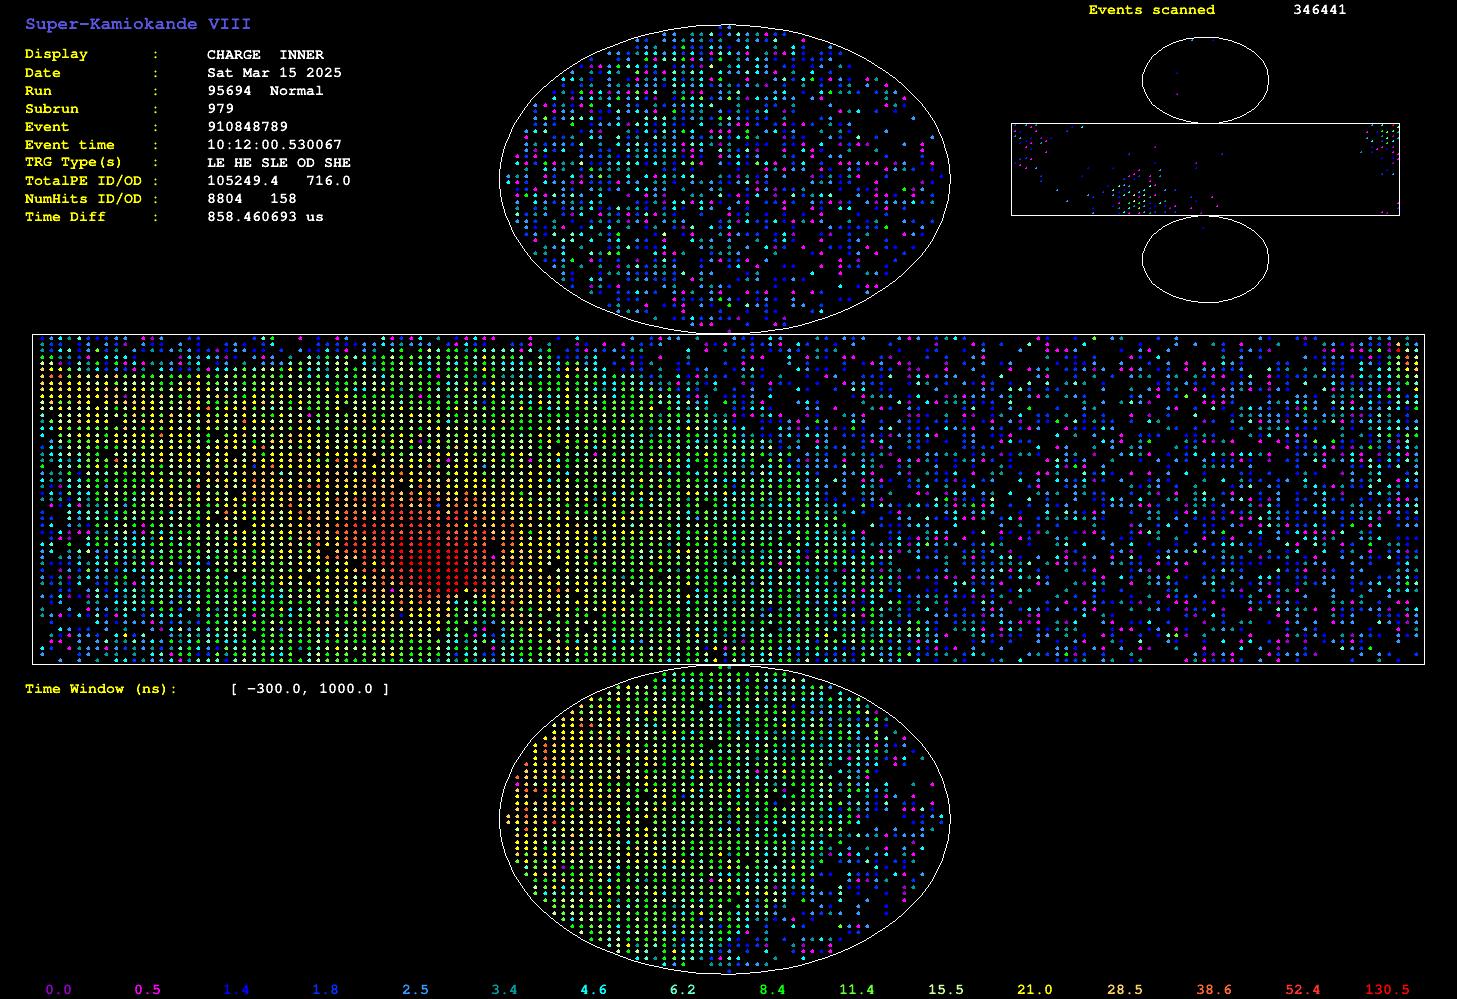 Super-Kamiokande VIII
Display : CHARGE INNER
Date : Sat Mar 15 2025
Run : 95694 Normal
Subrun : 979
Event : 910848789
Event time : 10:12:00.530067
TRG Type(s) : LE HE SLE OD SHE
TotalPE ID/OD : 105249.4 716.0
NumHits ID/OD : 8804 158
Time Diff : 858.460693 us
Events scanned 346441
Time Window (ns): [ -300.0, 1000.0 ]
0.0 0.5 1.4 1.8 2.5 3.4 4.6 6.2 8.4 11.4 15.5 21.0 28.5 38.6 52.4 130.5